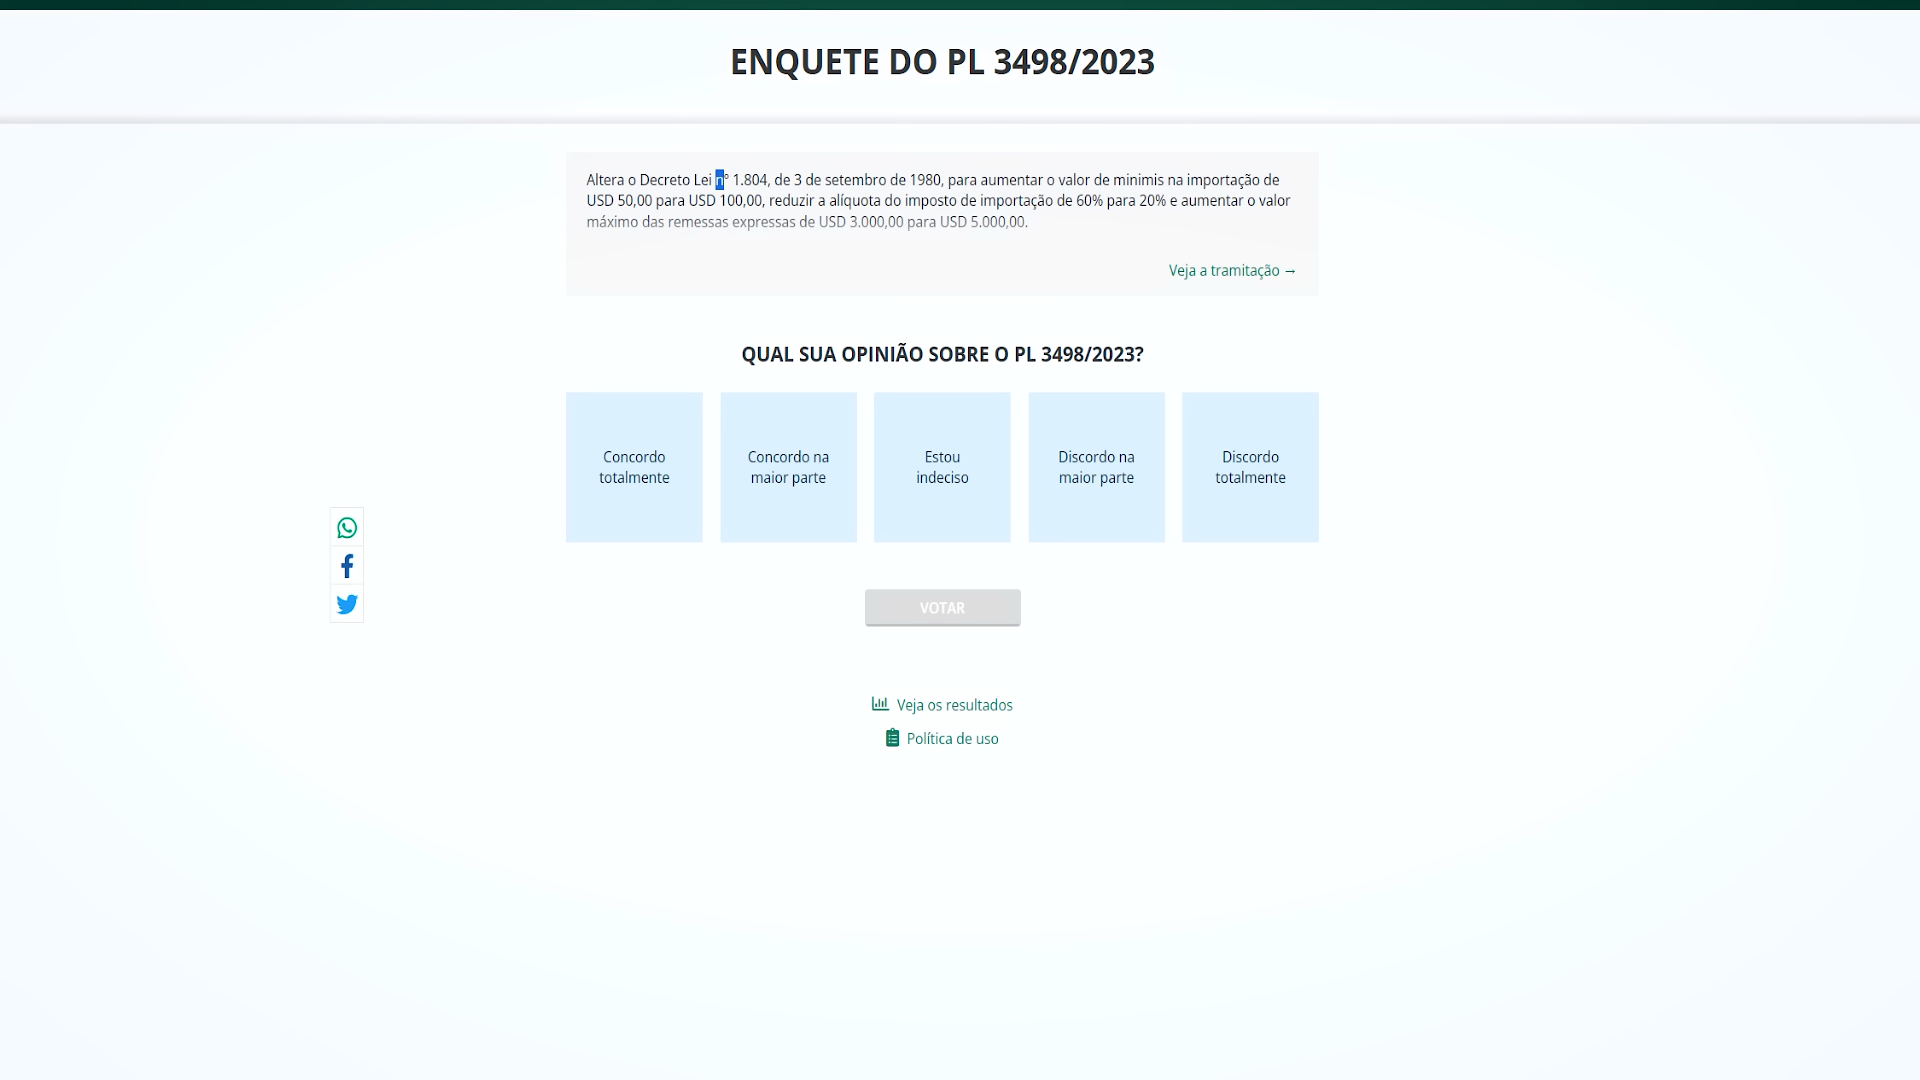 ENQUETE DO PL 3498/2023
Altera o Decreto Lei nº 1.804, de 3 de setembro de 1980, para aumentar o valor de minimis na importação de
USD 50,00 para USD 100,00, reduzir a alíquota do imposto de importação de 60% para 20% e aumentar o valor
máximo das remessas expressas de USD 3.000,00 para USD 5.000,00.
Veja a tramitação →
QUAL SUA OPINIÃO SOBRE O PL 3498/2023?
Concordo
totalmente
Concordo na
maior parte
Estou
indeciso
Discordo na
maior parte
Discordo
totalmente
VOTAR
Veja os resultados
Política de uso